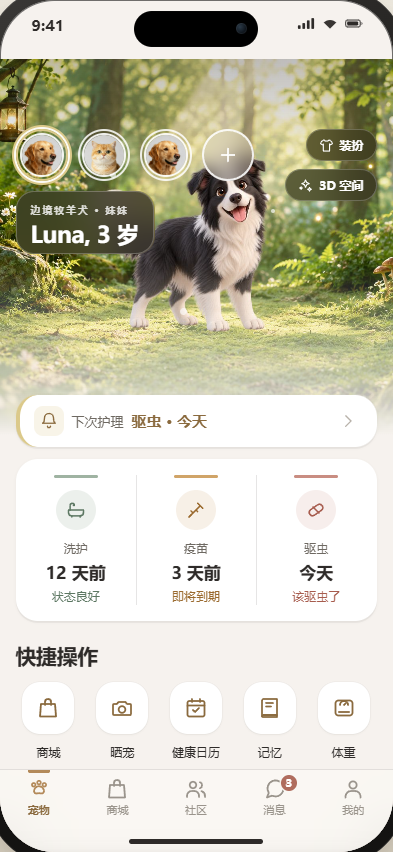 9:41
装扮
3D 空间
边境牧羊犬 • 妹妹
Luna, 3 岁
下次护理 驱虫 • 今天
洗护 疫苗 驱虫
12 天前 3 天前 今天
状态良好 即将到期 该驱虫了
快捷操作
商城 晒宠 健康日历 记忆 体重
3
宠物 商城 社区 消息 我的